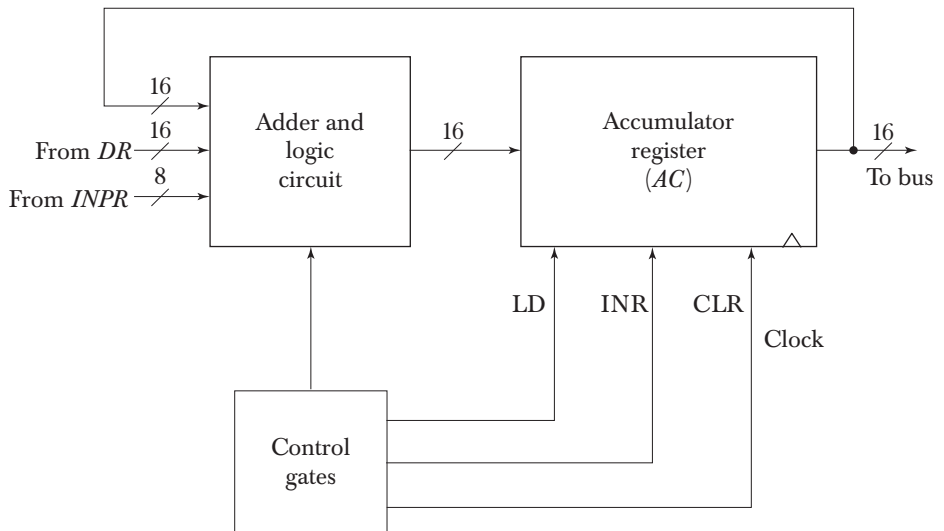 16
16
From DR
8
From INPR
Adder and
logic
circuit
16
Accumulator
register
(AC)
16
To bus
LD
INR
CLR
Clock
Control
gates